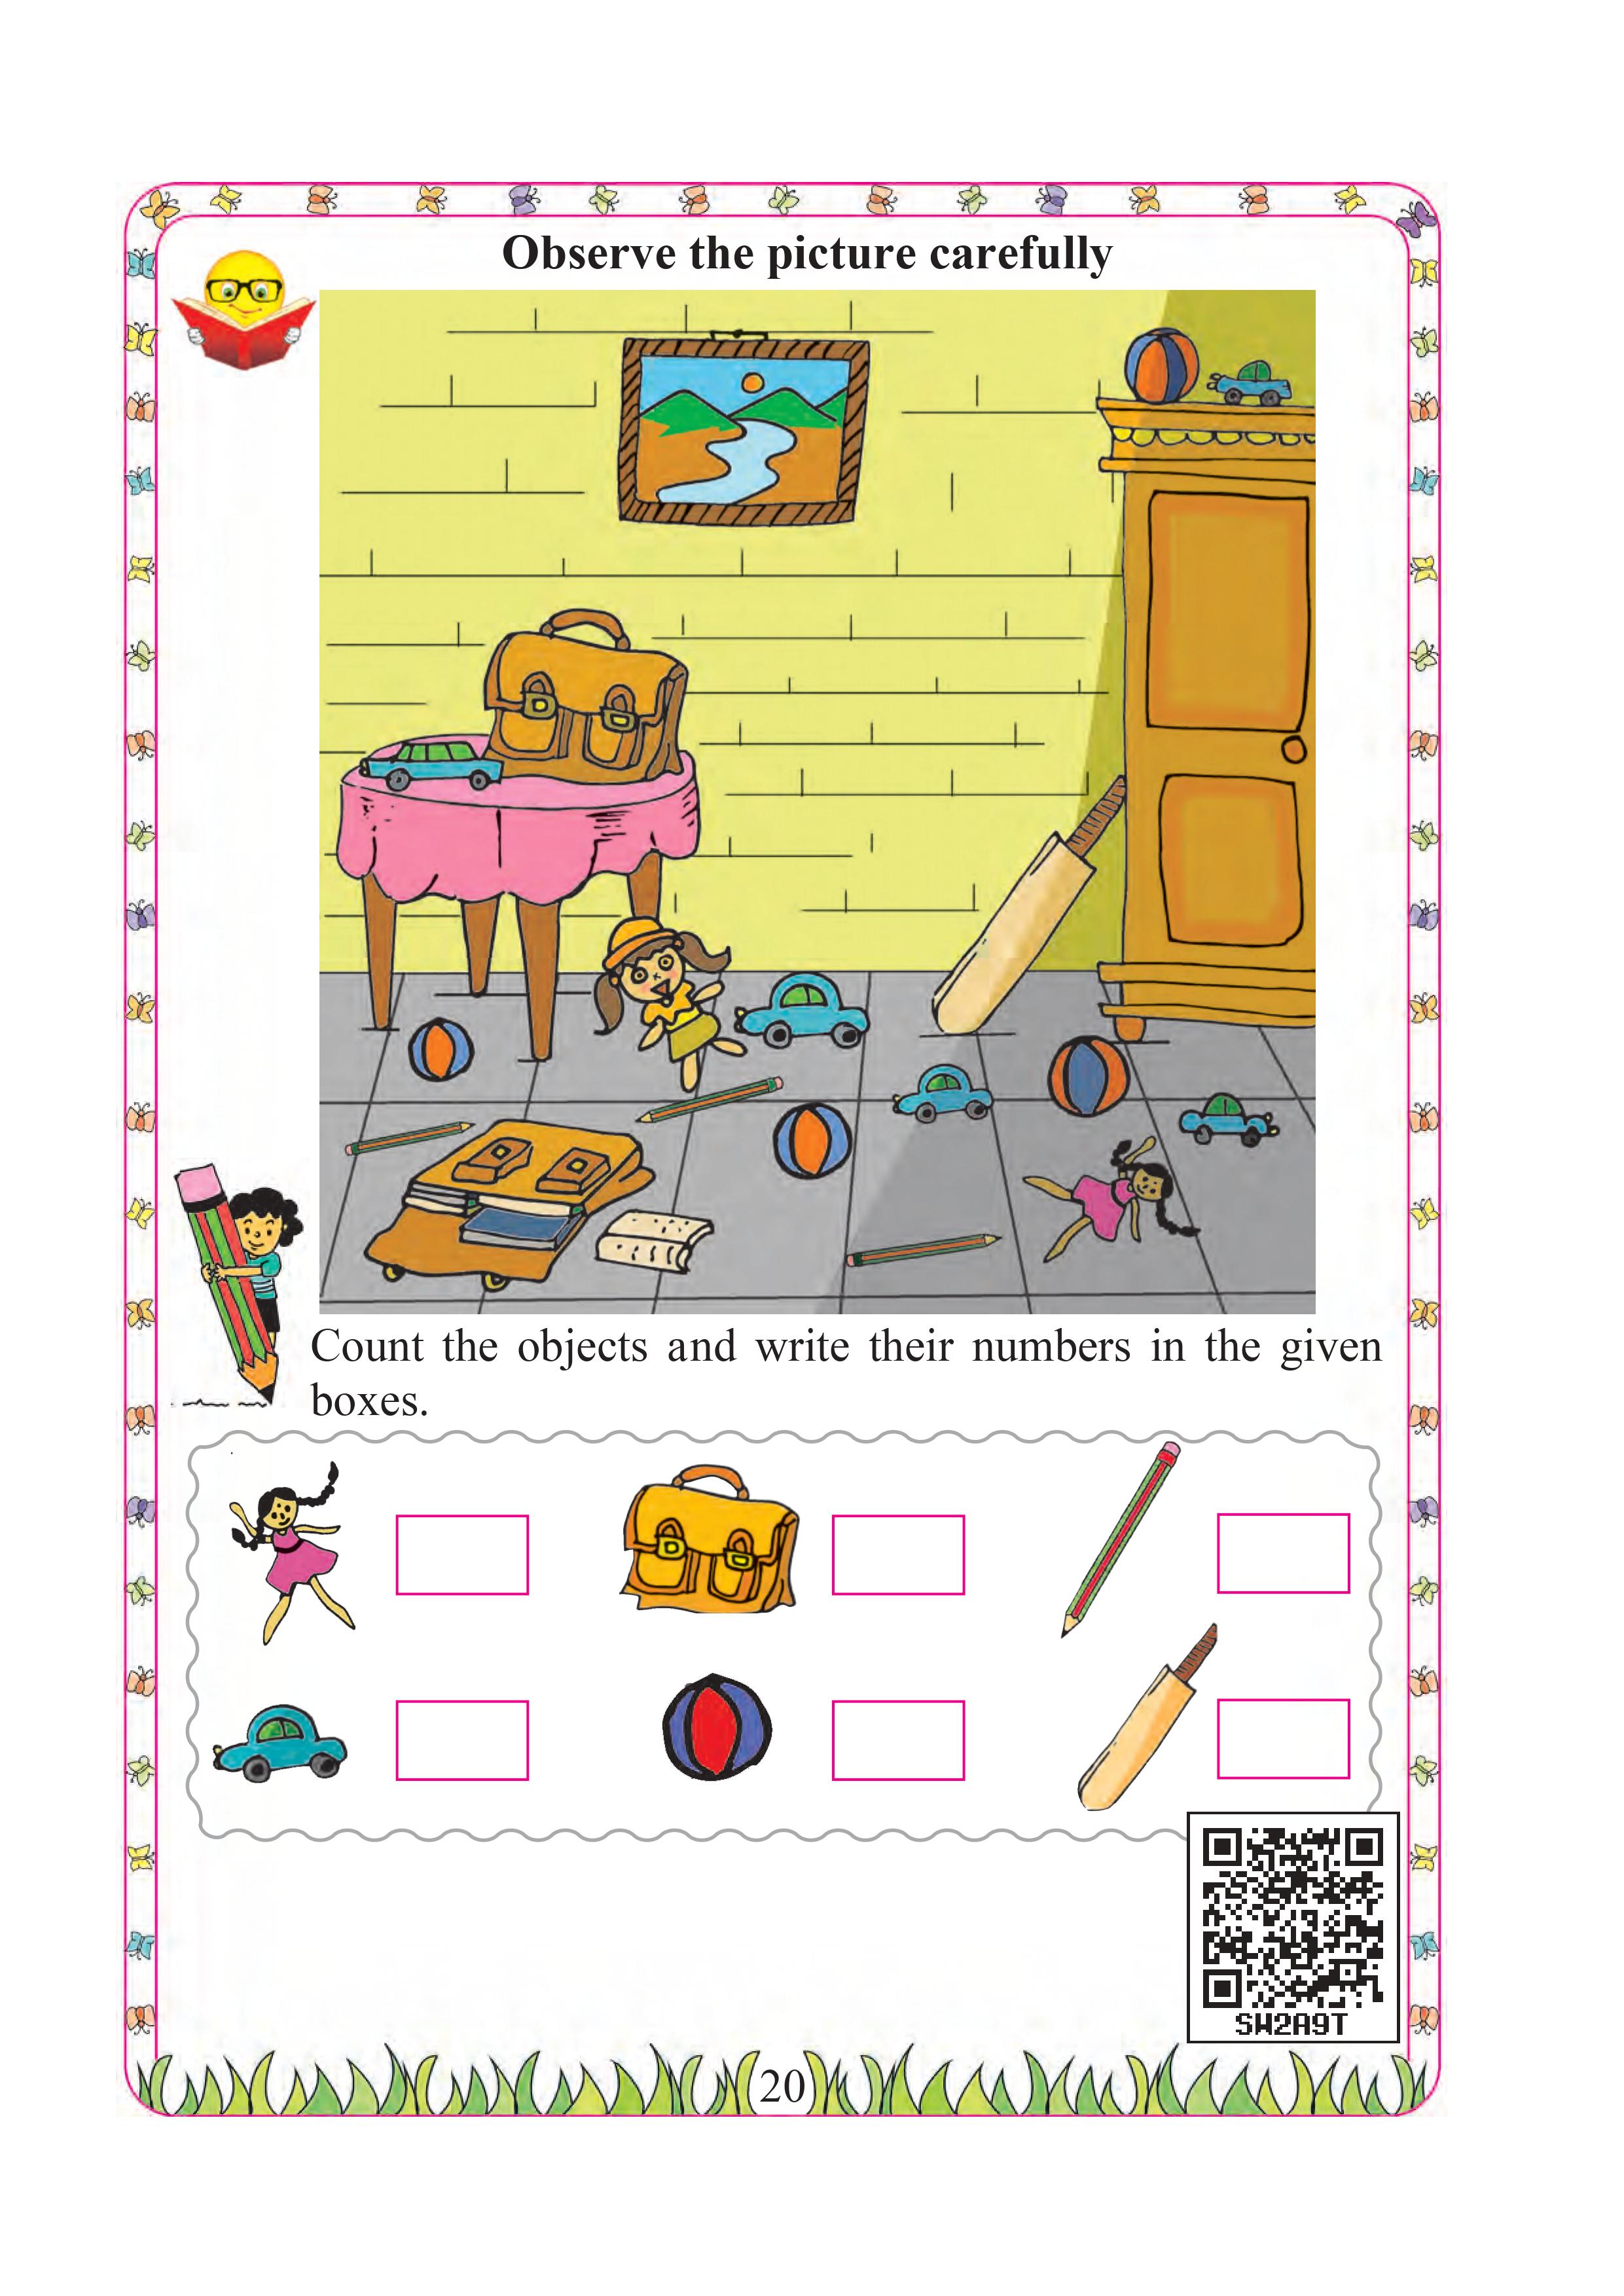 Observe the picture carefully
Count the objects and write their numbers in the given
boxes.
SW2A9T
20